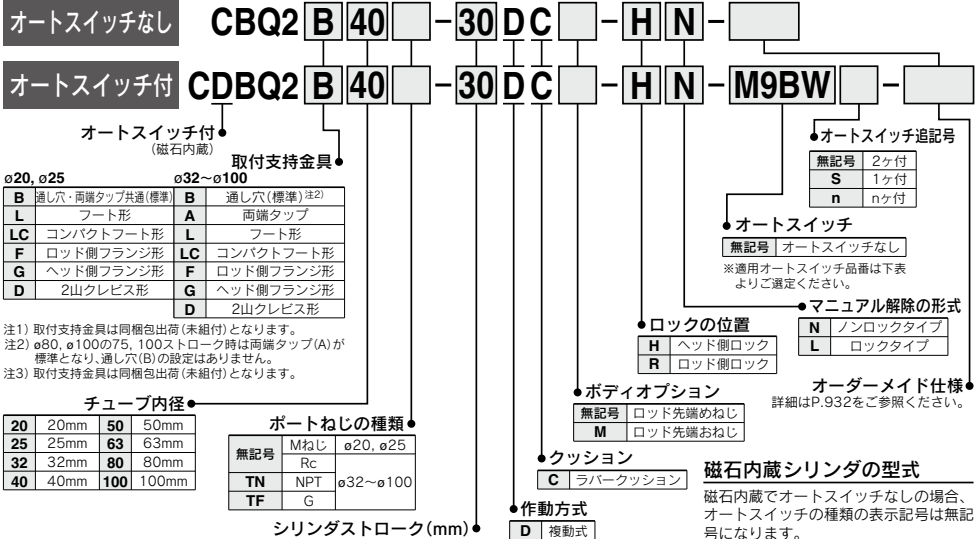 オートスイッチなし CBQ2 B 40 -30 D C - H N -
オートスイッチ付 CDBQ2 B 40 -30 D C - H N - M9BW -
オートスイッチ付
(磁石内蔵)
取付支持金具
ø20, ø25 ø32〜ø100
B 通し穴・両端タップ共通(標準) B 通し穴(標準)注2)
L フート形 A 両端タップ
LC コンパクトフート形 L フート形
F ロッド側フランジ形 LC コンパクトフート形
G ヘッド側フランジ形 F ロッド側フランジ形
D 2山クレビス形 G ヘッド側フランジ形
D 2山クレビス形
注1) 取付支持金具は同梱包出荷(未組付)となります。
注2) ø80, ø100の75, 100ストローク時は両端タップ(A)が
標準となり、通し穴(B)の設定はありません。
注3) 取付支持金具は同梱包出荷(未組付)となります。
チューブ内径
20 20mm 50 50mm
25 25mm 63 63mm
32 32mm 80 80mm
40 40mm 100 100mm
ポートねじの種類
無記号 Mねじ ø20, ø25
Rc ø32〜ø100
TN NPT
TF G
シリンダストローク(mm)
作動方式
D 複動式
クッション
C ラバークッション
ボディオプション
無記号 ロッド先端めねじ
M ロッド先端おねじ
ロックの位置
H ヘッド側ロック
R ロッド側ロック
オートスイッチ追記号
無記号 2ヶ付
S 1ヶ付
n nヶ付
オートスイッチ
無記号 オートスイッチなし
※適用オートスイッチ品番は下表
よりご選定ください。
マニュアル解除の形式
N ノンロックタイプ
L ロックタイプ
オーダーメイド仕様
詳細はP.932をご参照ください。
磁石内蔵シリンダの型式
磁石内蔵でオートスイッチなしの場合、
オートスイッチの種類の表示記号は無記
号になります。